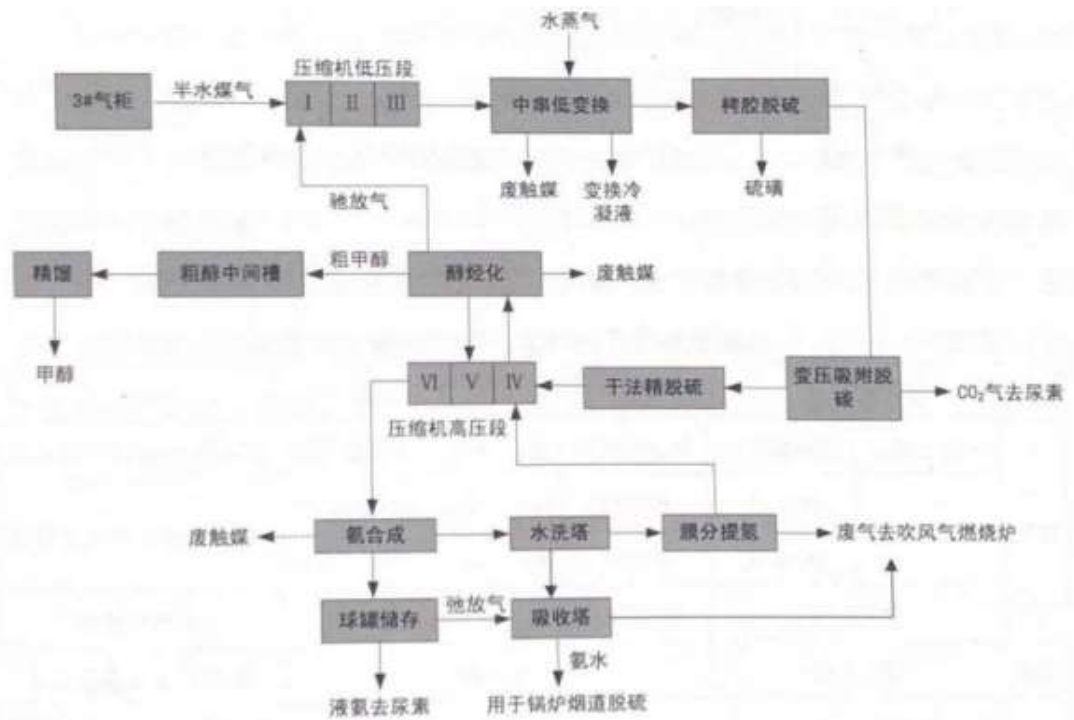 水蒸气
压缩机低压段
3#气柜
半水煤气
Ⅰ Ⅱ Ⅲ
中串低变换
栲胶脱硫
废触媒
变换冷
凝液
硫磺
驰放气
精馏
粗醇中间槽
粗甲醇
醇烃化
废触媒
甲醇
Ⅵ Ⅴ Ⅳ
压缩机高压段
干法精脱硫
变压吸附脱
碳
CO₂气去尿素
废触媒
氨合成
水洗塔
膜分提氢
废气去吹风气燃烧炉
球罐储存
弛放气
吸收塔
氨水
液氨去尿素
用于锅炉烟道脱硫